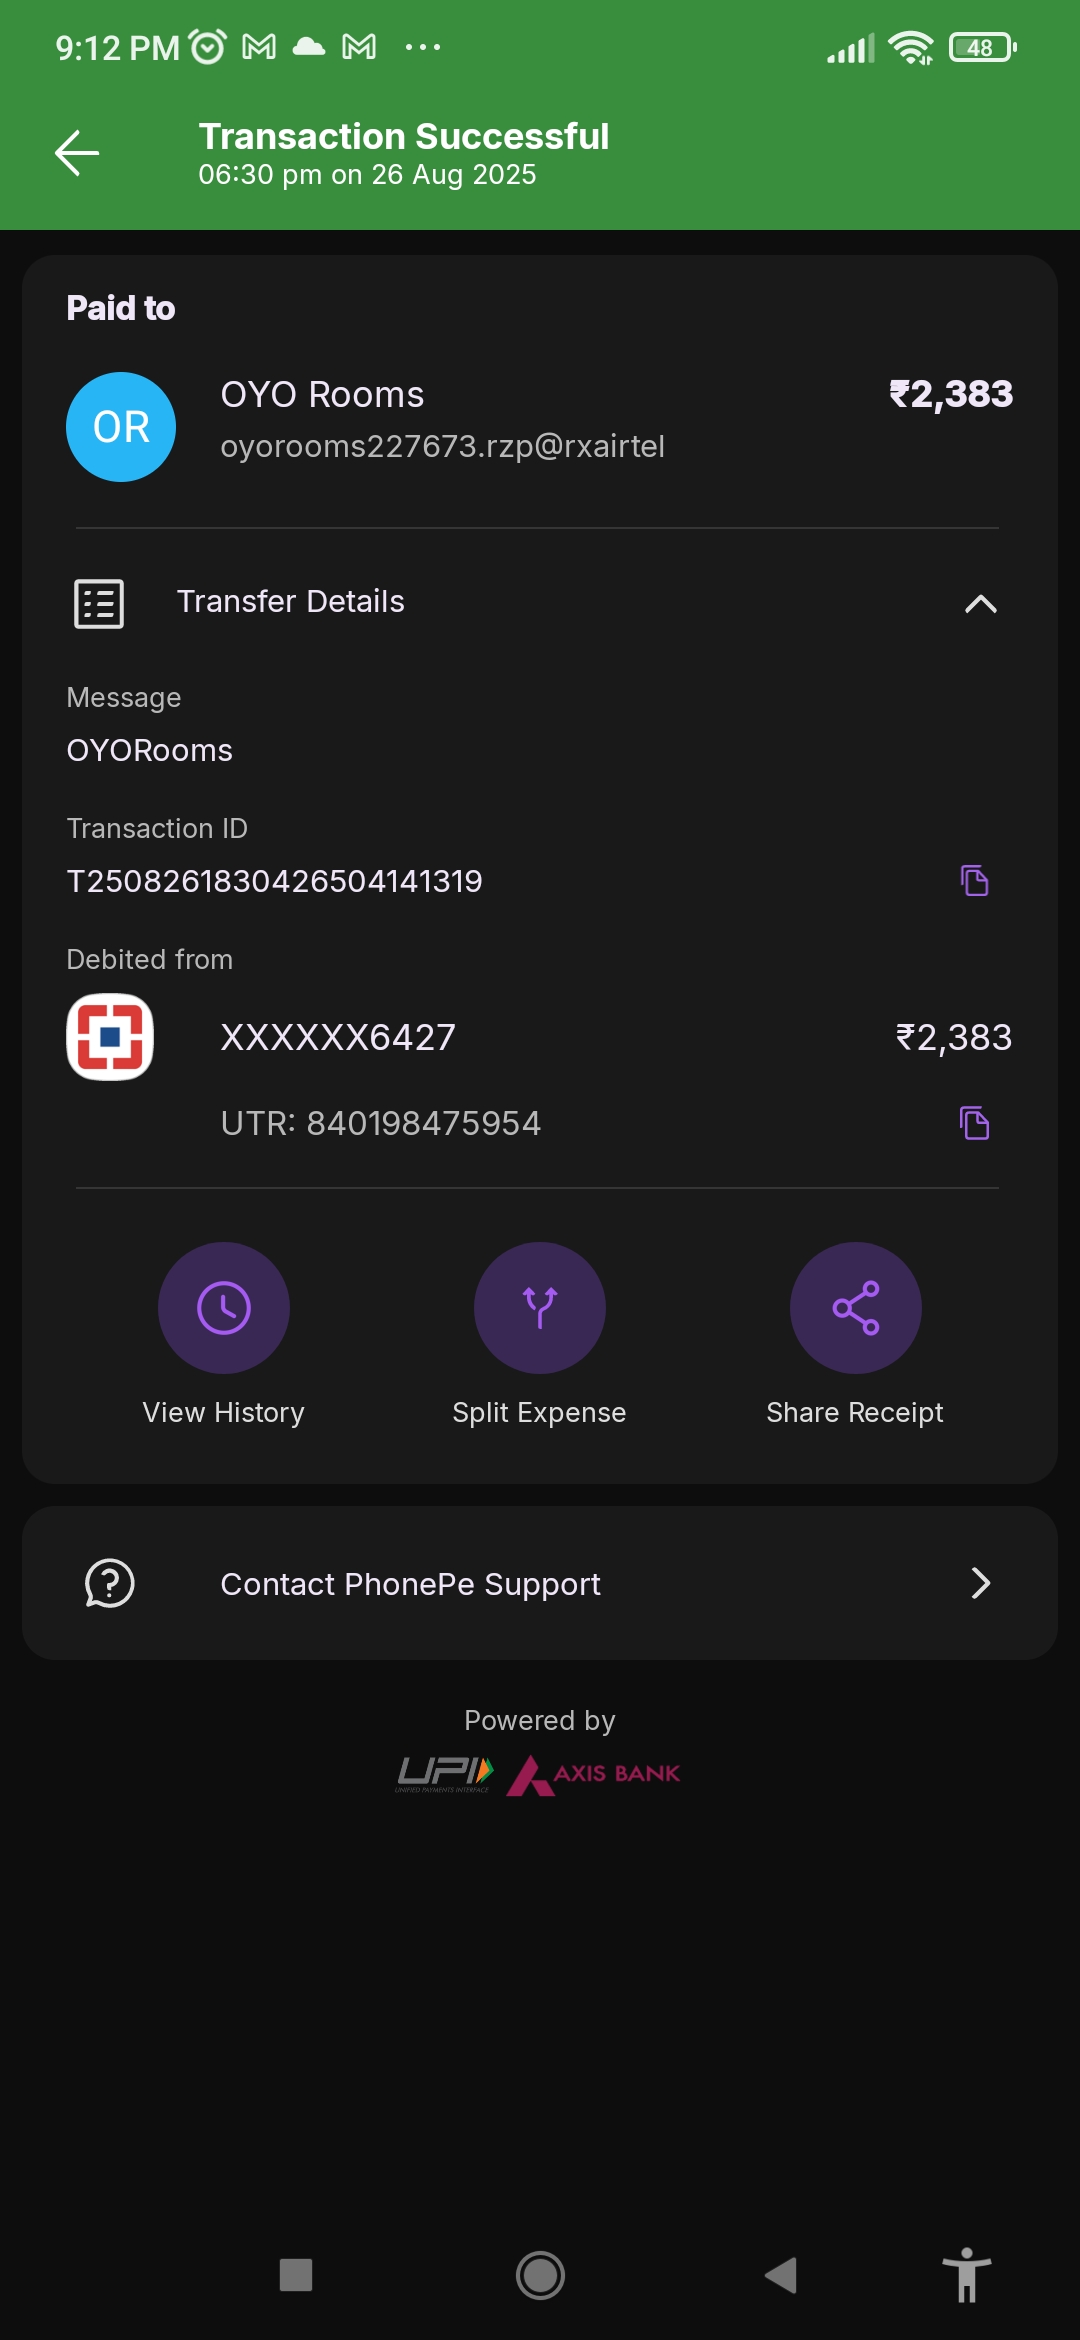 9:12 PM
48
Transaction Successful
06:30 pm on 26 Aug 2025
Paid to
OR
OYO Rooms
₹2,383
oyorooms227673.rzp@rxairtel
Transfer Details
Message
OYORooms
Transaction ID
T2508261830426504141319
Debited from
XXXXXX6427
₹2,383
UTR: 840198475954
View History
Split Expense
Share Receipt
Contact PhonePe Support
Powered by
UPI
UNIFIED PAYMENTS INTERFACE
AXIS BANK